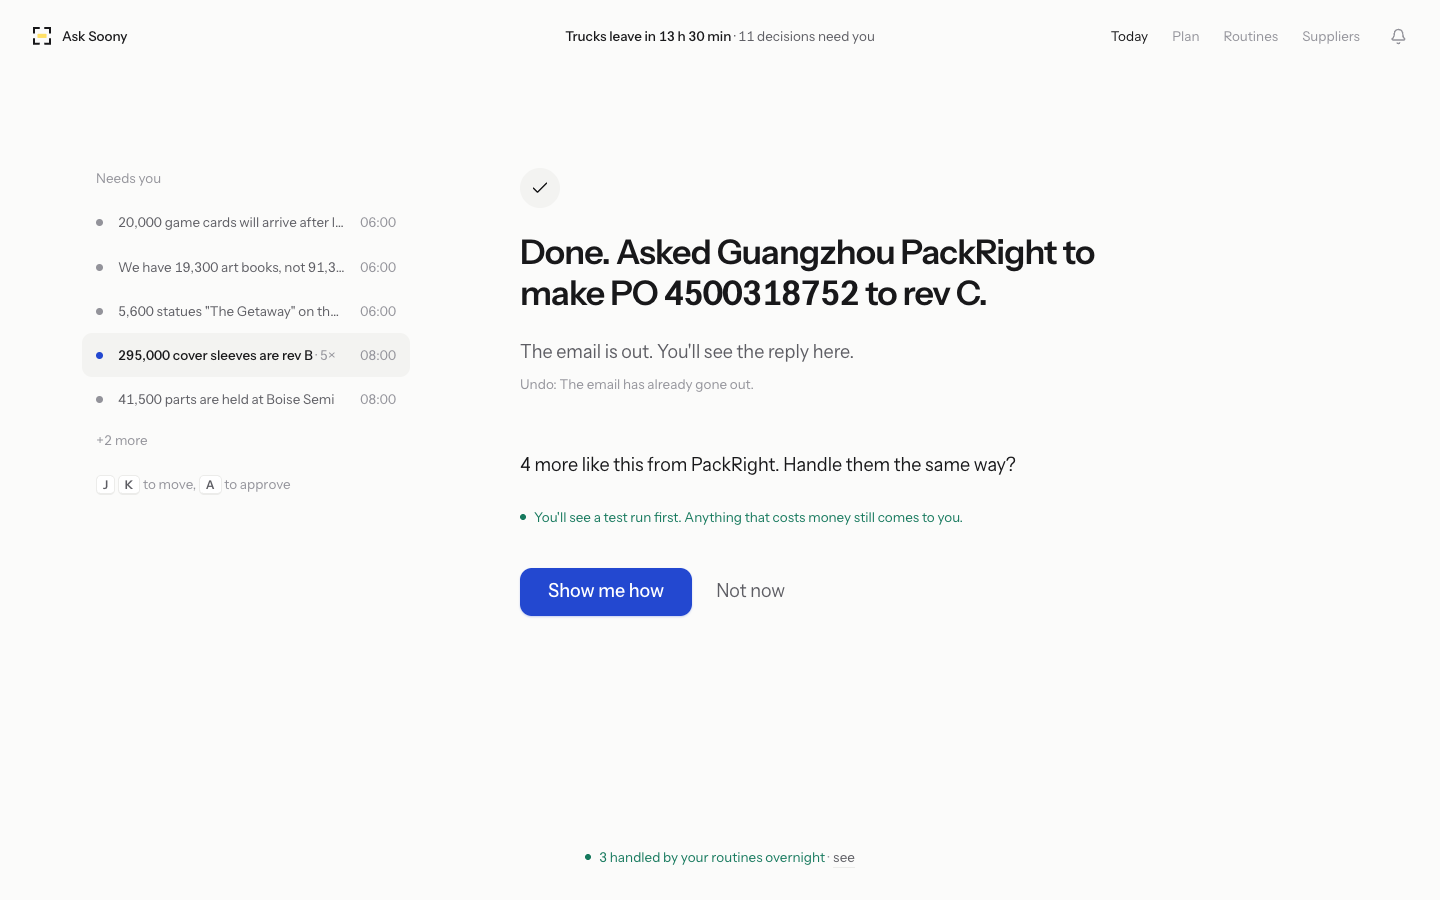 Ask Soony
Trucks leave in 13 h 30 min · 11 decisions need you
Today
Plan
Routines
Suppliers
Needs you
20,000 game cards will arrive after l... 06:00
We have 19,300 art books, not 91,3... 06:00
5,600 statues "The Getaway" on th... 06:00
295,000 cover sleeves are rev B · 5× 08:00
41,500 parts are held at Boise Semi 08:00
+2 more
J K to move, A to approve
Done. Asked Guangzhou PackRight to
make PO 4500318752 to rev C.
The email is out. You'll see the reply here.
Undo: The email has already gone out.
4 more like this from PackRight. Handle them the same way?
You'll see a test run first. Anything that costs money still comes to you.
Show me how
Not now
3 handled by your routines overnight · see